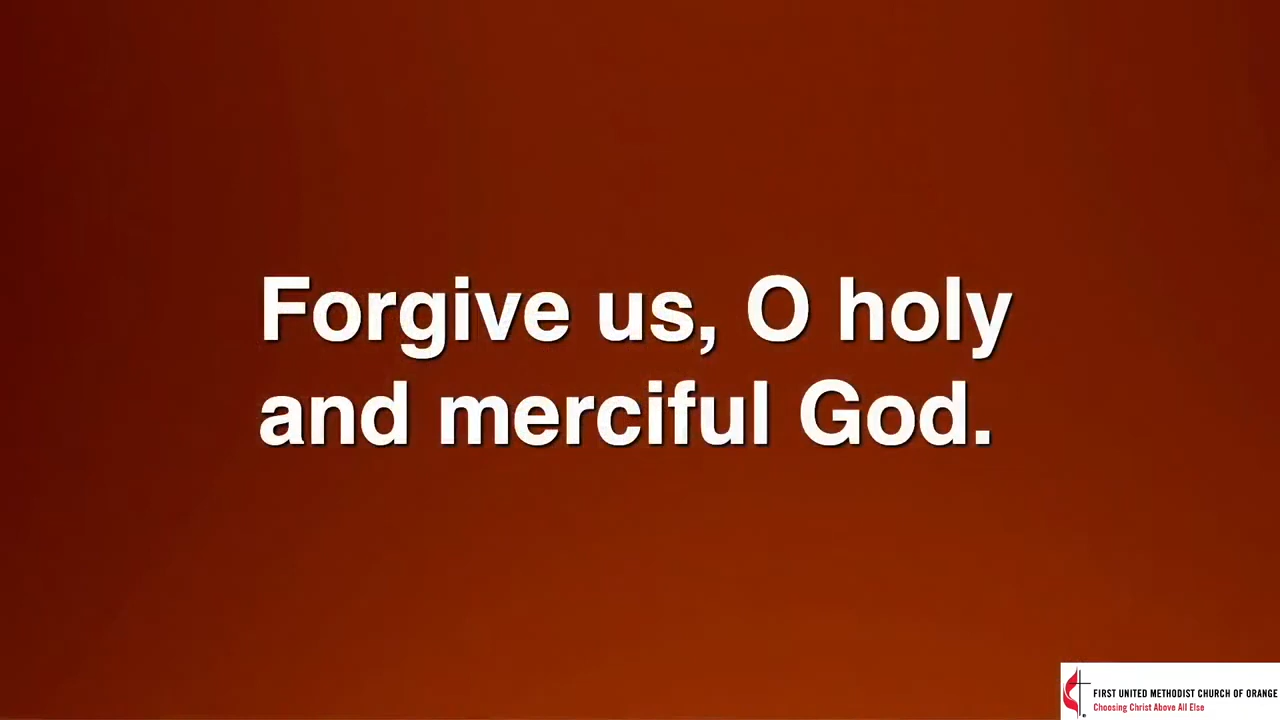 Forgive us, O holy
and merciful God.
FIRST UNITED METHODIST CHURCH OF ORANGE
Choosing Christ Above All Else